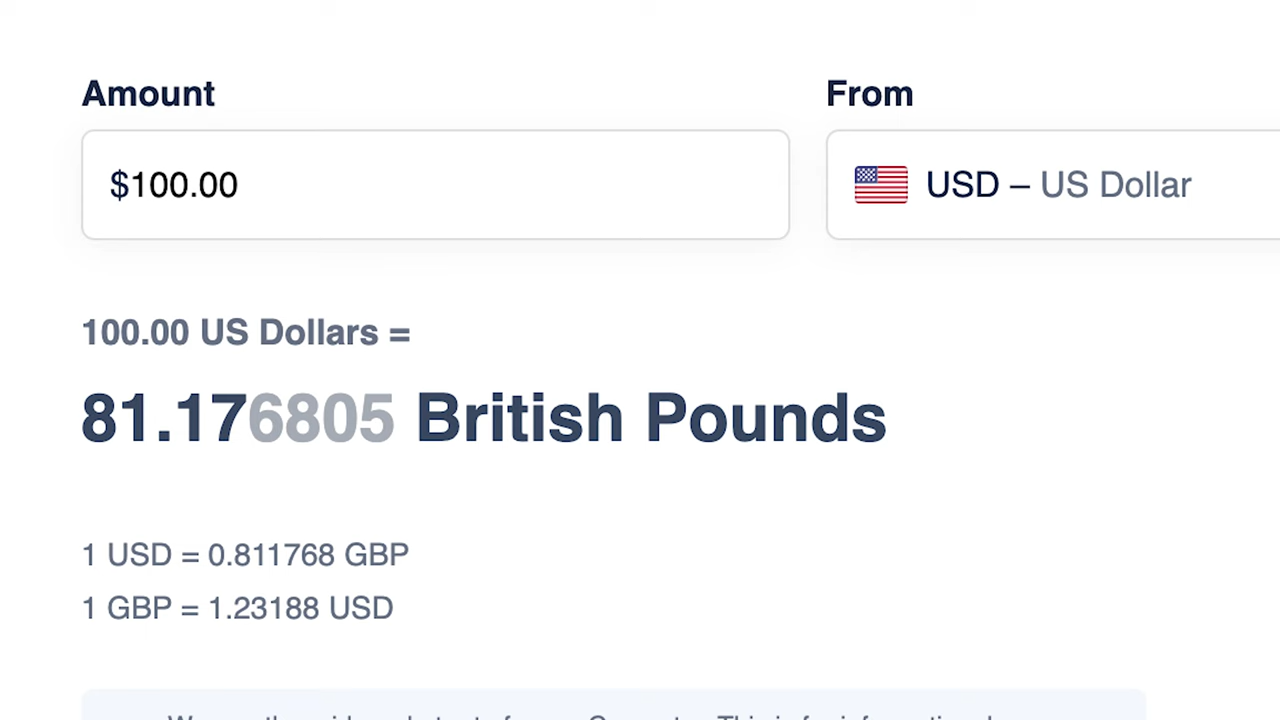 Amount
From
$100.00
USD – US Dollar
100.00 US Dollars =
81.176805 British Pounds
1 USD = 0.811768 GBP
1 GBP = 1.23188 USD